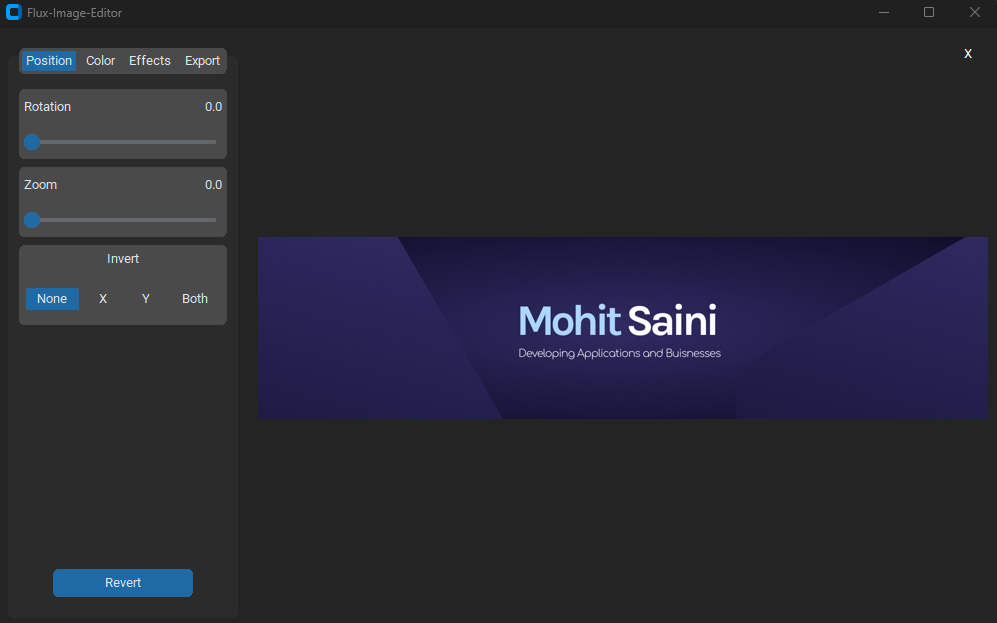 Flux-Image-Editor
X
Position Color Effects Export
Rotation 0.0
Zoom 0.0
Invert
None X Y Both
Revert
Mohit Saini
Developing Applications and Buisnesses